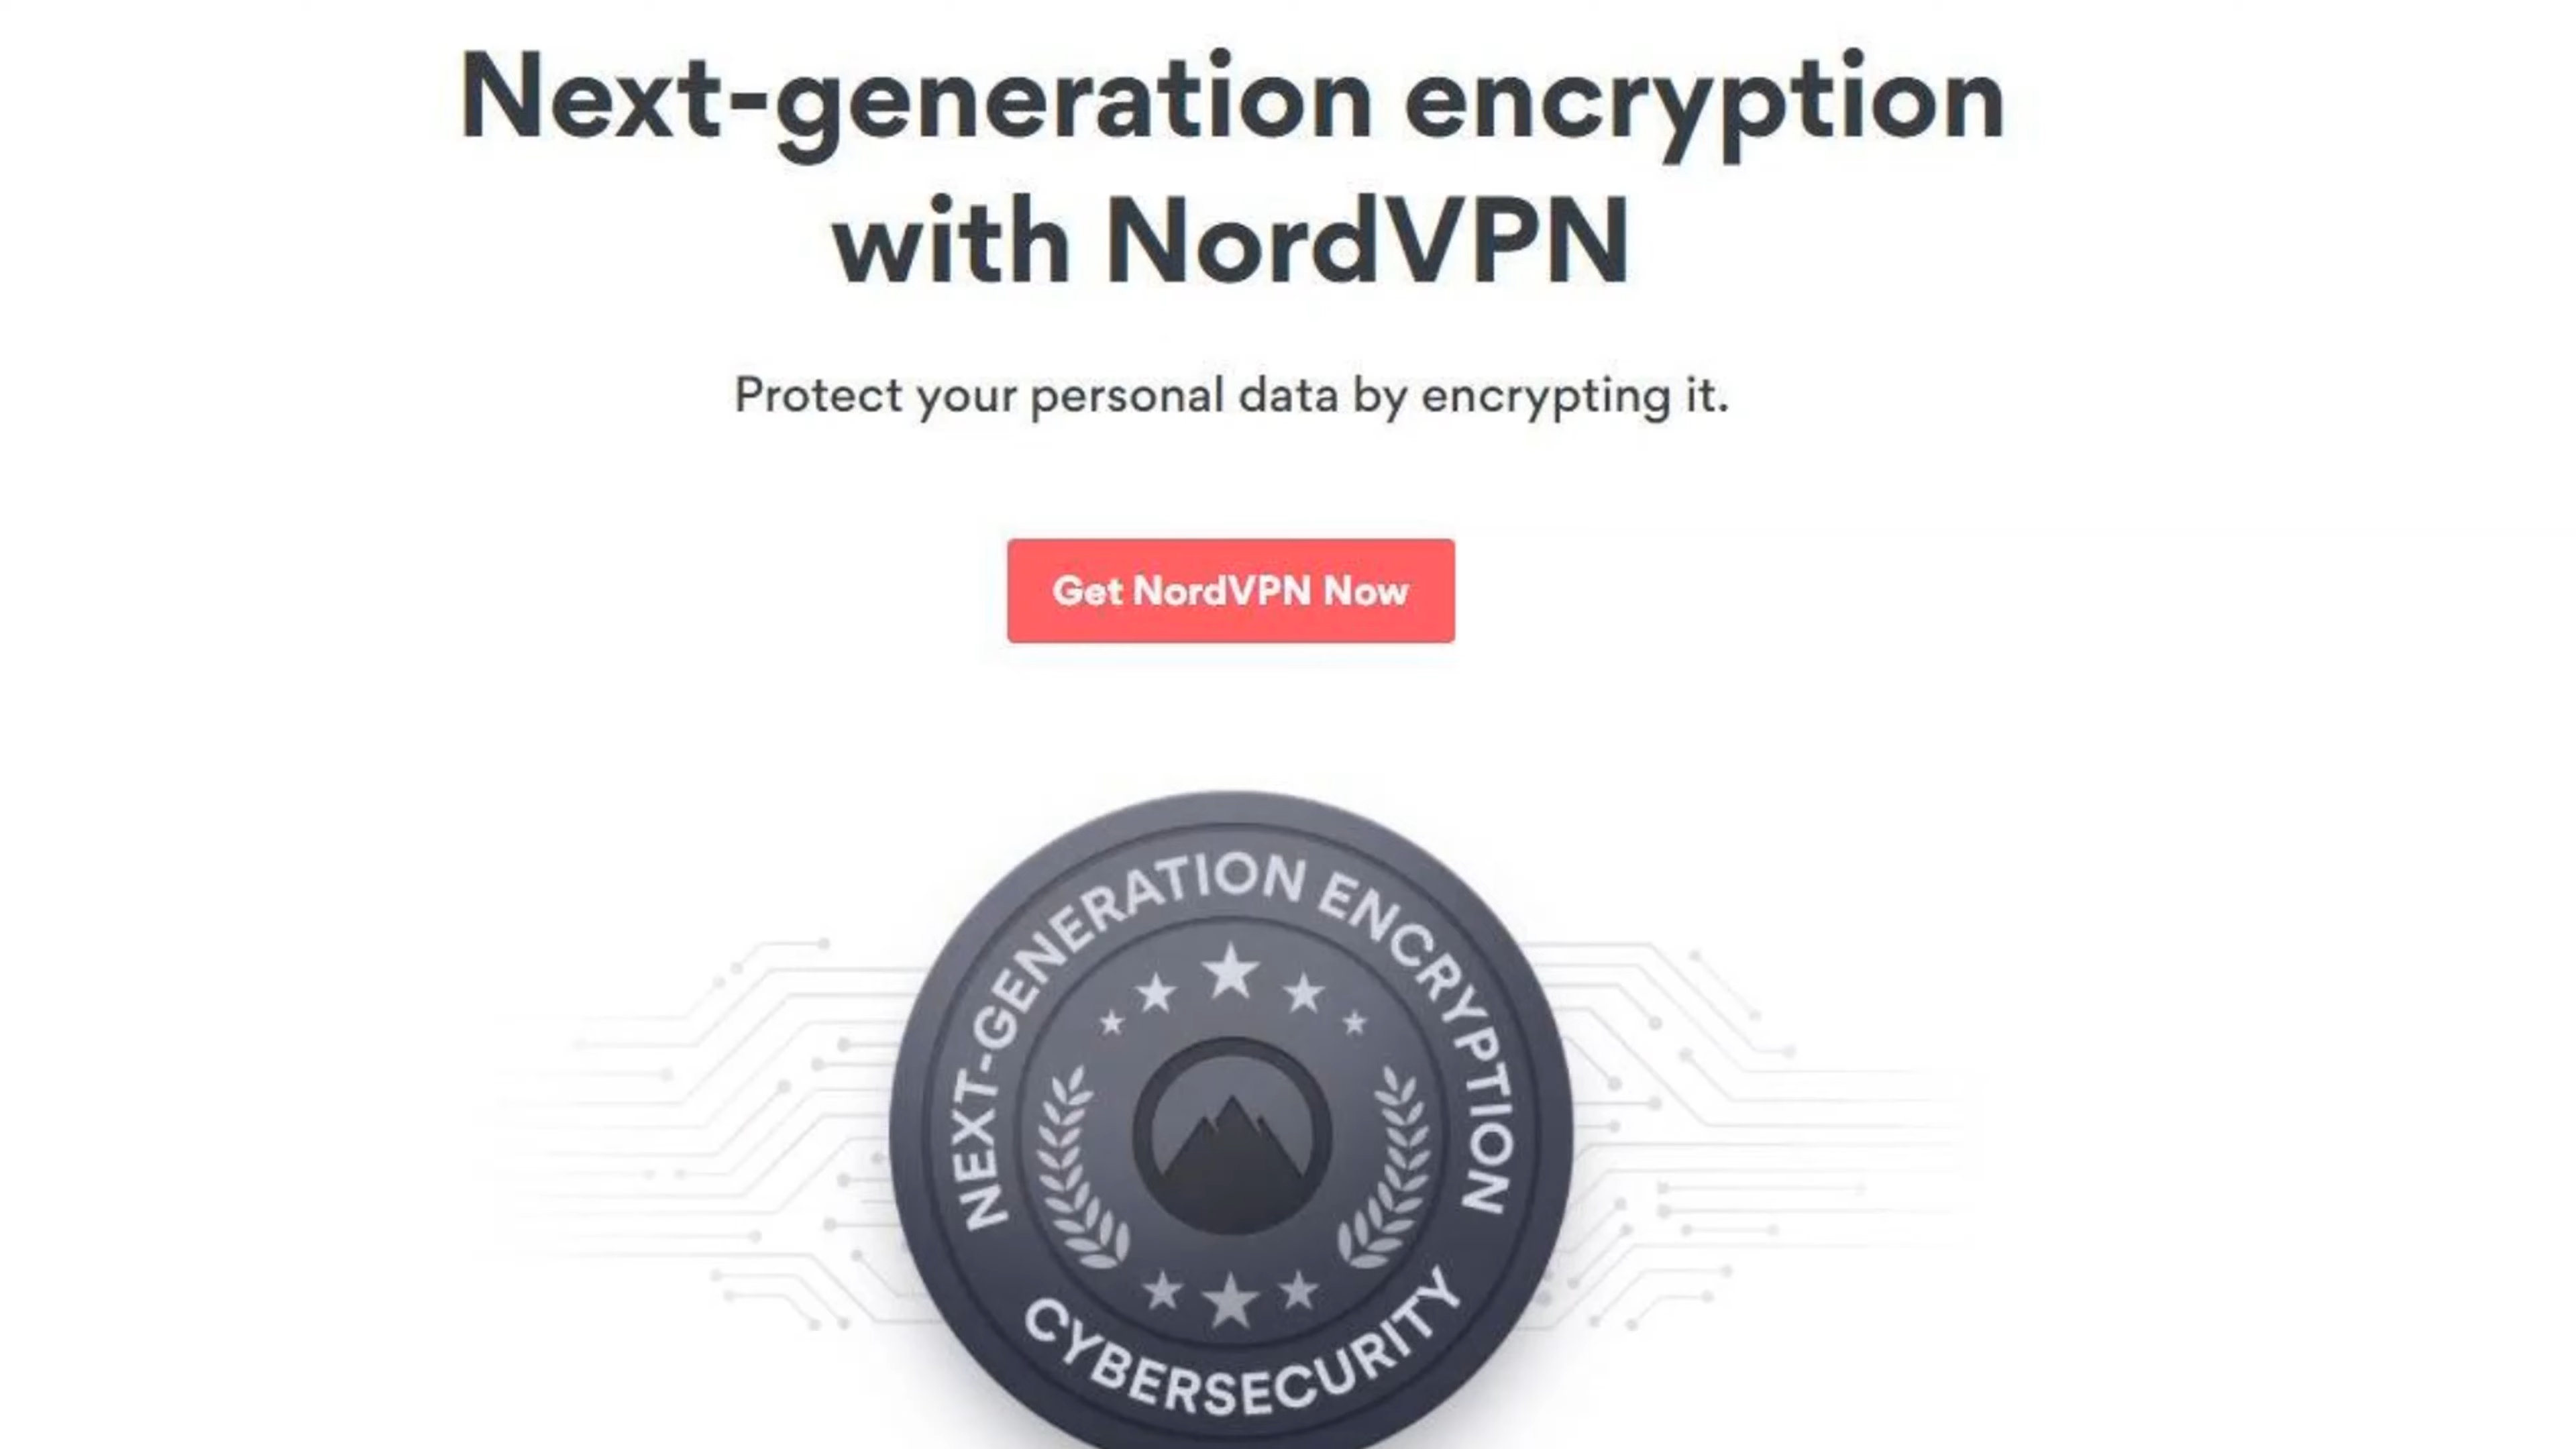 Next-generation encryption
with NordVPN
Protect your personal data by encrypting it.
Get NordVPN Now
NEXT-GENERATION ENCRYPTION
CYBERSECURITY